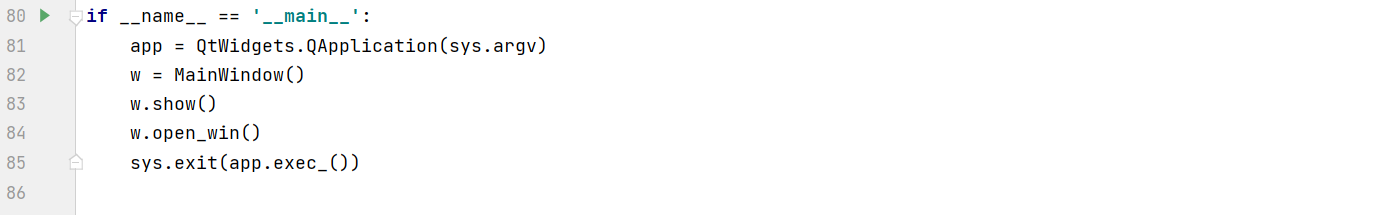 80 if __name__ == '__main__':
81 app = QtWidgets.QApplication(sys.argv)
82 w = MainWindow()
83 w.show()
84 w.open_win()
85 sys.exit(app.exec_())
86